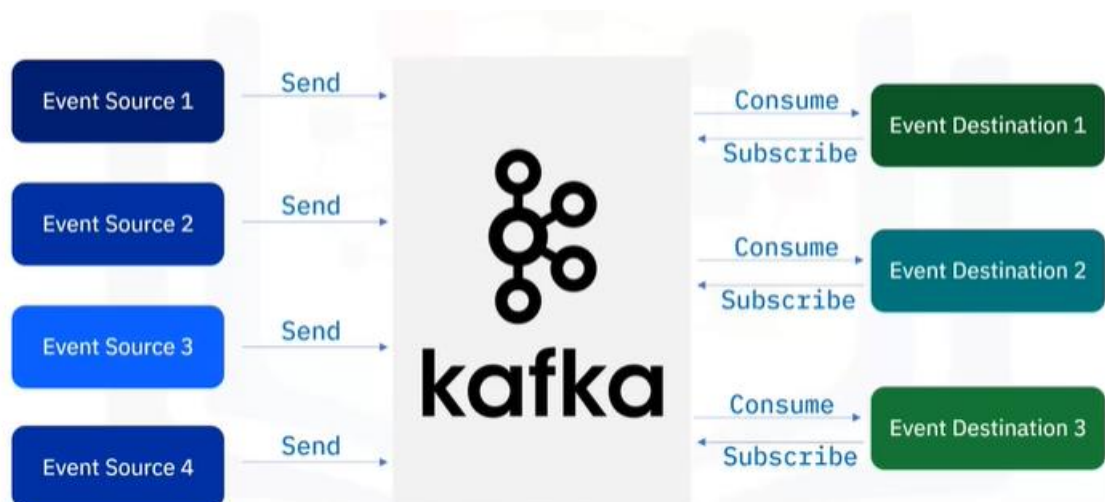 Event Source 1
Send
Consume
Subscribe
Event Destination 1
Event Source 2
Send
Consume
Subscribe
Event Destination 2
Event Source 3
Send
kafka
Consume
Subscribe
Event Destination 3
Event Source 4
Send